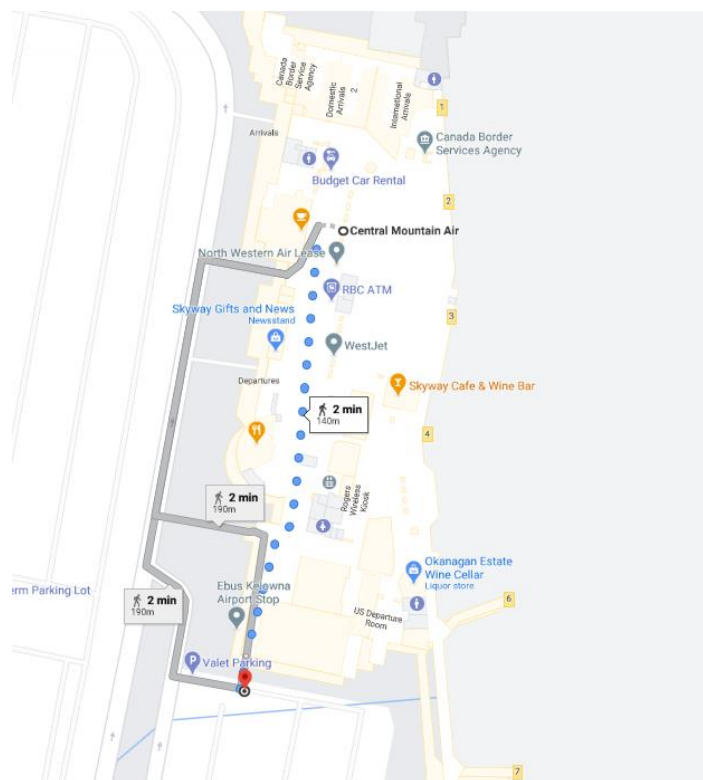 Canada
Border
Service
Agency
Domestic
Arrivals
2
International
Arrivals
1
Arrivals
Canada Border
Services Agency
Budget Car Rental
2
Central Mountain Air
North Western Air Lease
RBC ATM
Skyway Gifts and News
Newsstand
3
WestJet
Departures
Skyway Cafe & Wine Bar
2 min
140m
4
2 min
190m
Rogers
Wireless
Kiosk
Okanagan Estate
Wine Cellar
Liquor store
Ebus Kelowna
Airport Stop
erm Parking Lot
2 min
190m
6
US Departure
Room
P
Valet Parking
7